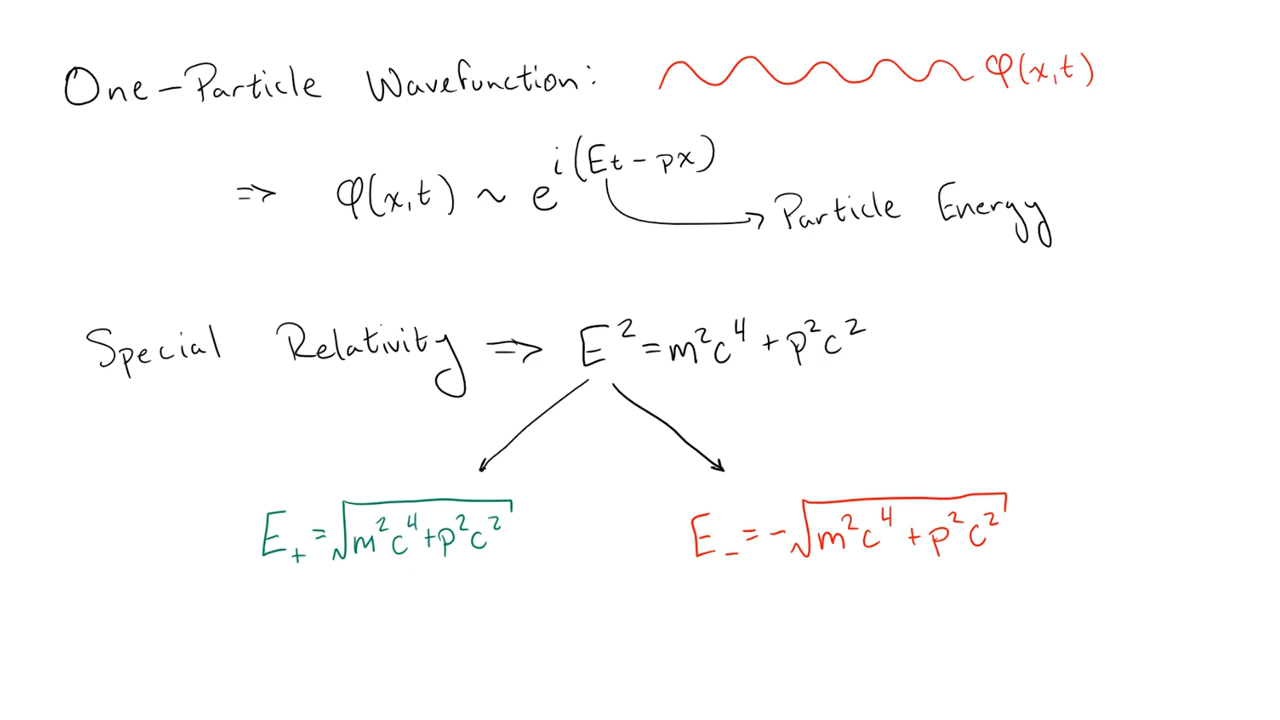 One-Particle Wavefunction: φ(x,t)
⇒ φ(x,t) ~ e^{i(Et-px)}
→ Particle Energy
Special Relativity ⇒ E² = m²c⁴ + p²c²
E₊ = √(m²c⁴+p²c²) E₋ = -√(m²c⁴+p²c²)